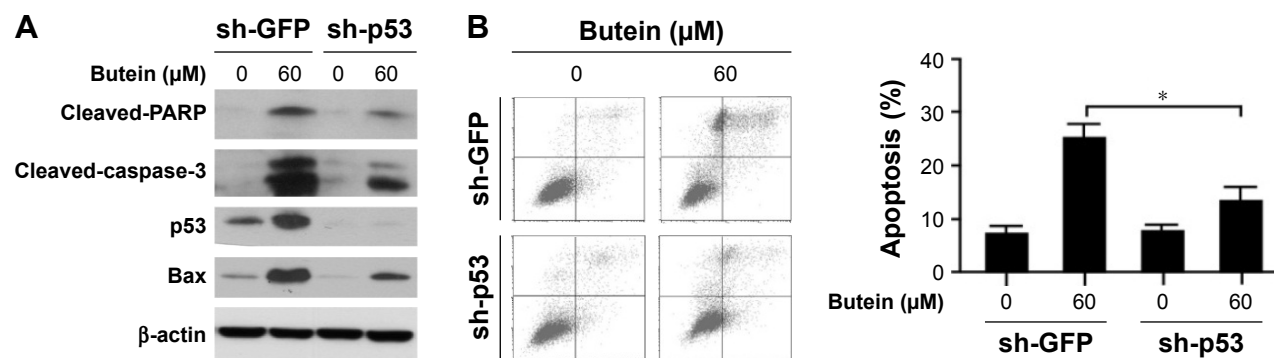 A
sh-GFP sh-p53
Butein (µM) 0 60 0 60
Cleaved-PARP
Cleaved-caspase-3
p53
Bax
β-actin
B
Butein (µM)
0 60
sh-GFP
sh-p53
Apoptosis (%)
40
30
20
10
0
*
Butein (µM) 0 60 0 60
sh-GFP sh-p53